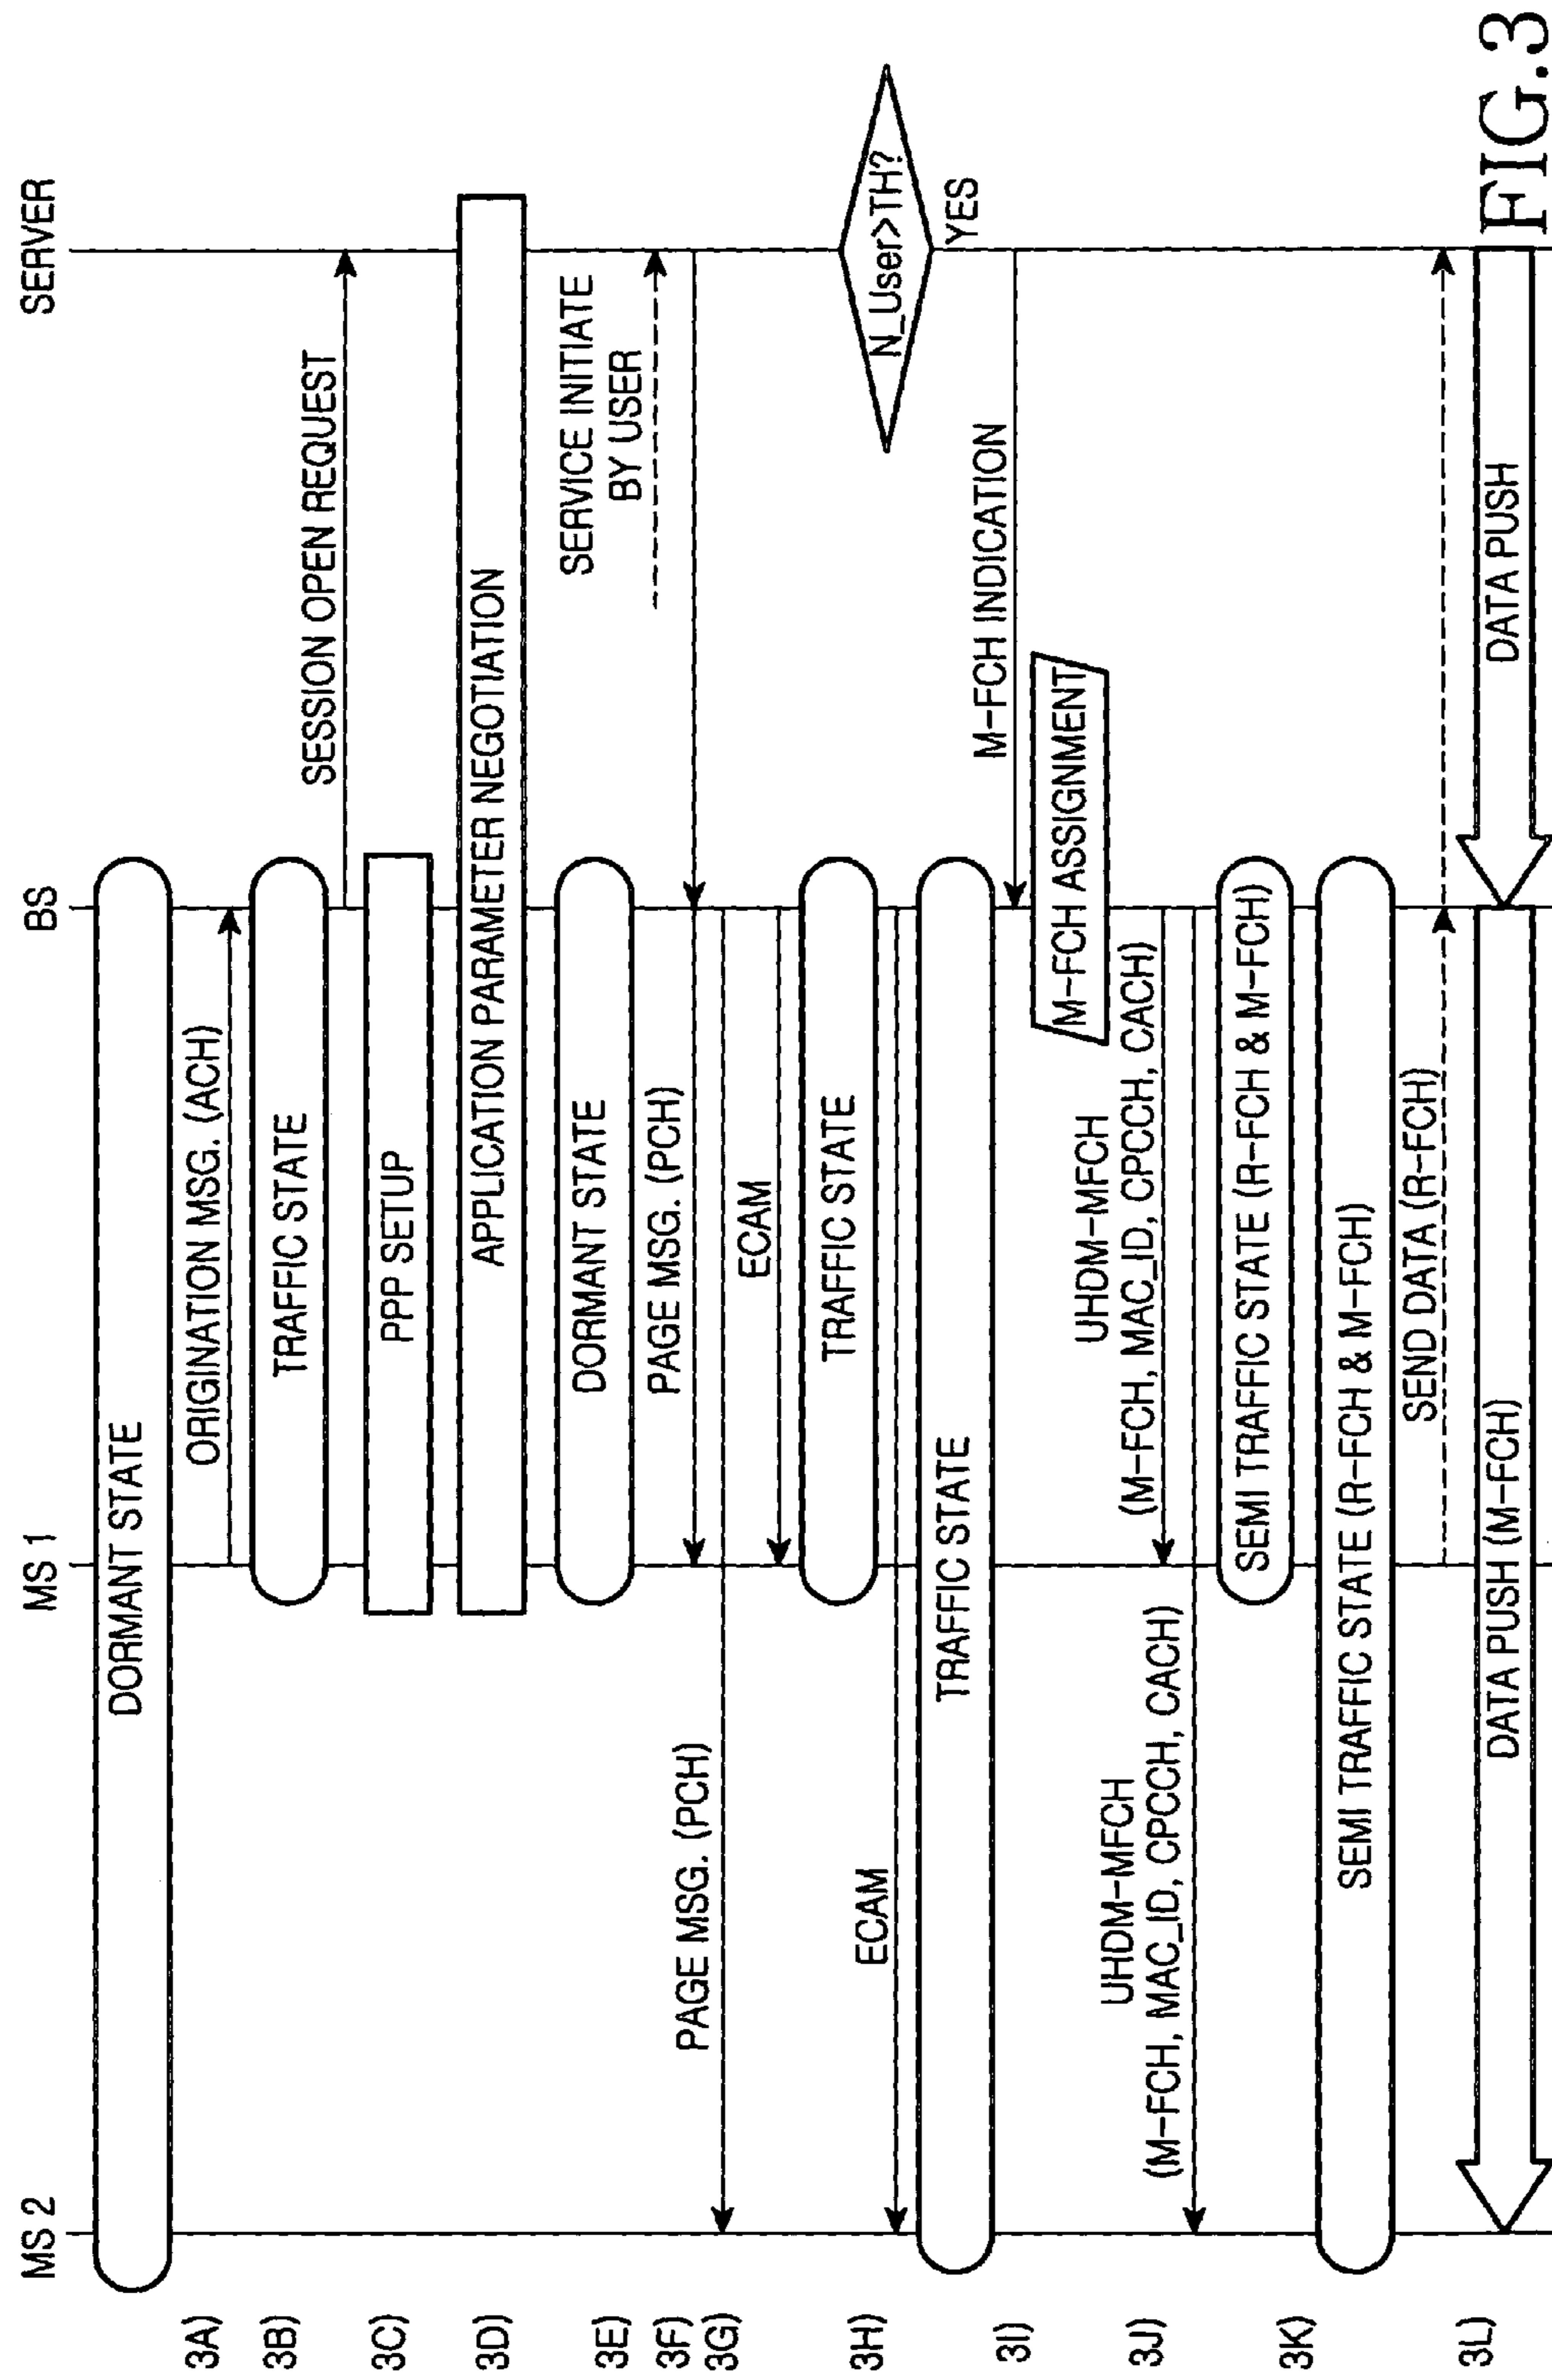 MS 2
MS 1
BS
SERVER
DORMANT STATE
3A)
ORIGINATION MSG. (ACH)
3B)
TRAFFIC STATE
SESSION OPEN REQUEST
3C)
PPP SETUP
3D)
APPLICATION PARAMETER NEGOTIATION
3E)
DORMANT STATE
SERVICE INITIATE
BY USER
3F)
PAGE MSG. (PCH)
3G)
PAGE MSG. (PCH)
ECAM
3H)
TRAFFIC STATE
N_User>TH?
YES
ECAM
TRAFFIC STATE
3I)
M-FCH INDICATION
M-FCH ASSIGNMENT
3J)
UHDM-MFCH
(M-FCH, MAC_ID, CPCCH, CACH)
UHDM-MFCH
(M-FCH, MAC_ID, CPCCH, CACH)
3K)
SEMI TRAFFIC STATE (R-FCH & M-FCH)
SEMI TRAFFIC STATE (R-FCH & M-FCH)
SEND DATA (R-FCH)
3L)
DATA PUSH (M-FCH)
DATA PUSH
FIG.3